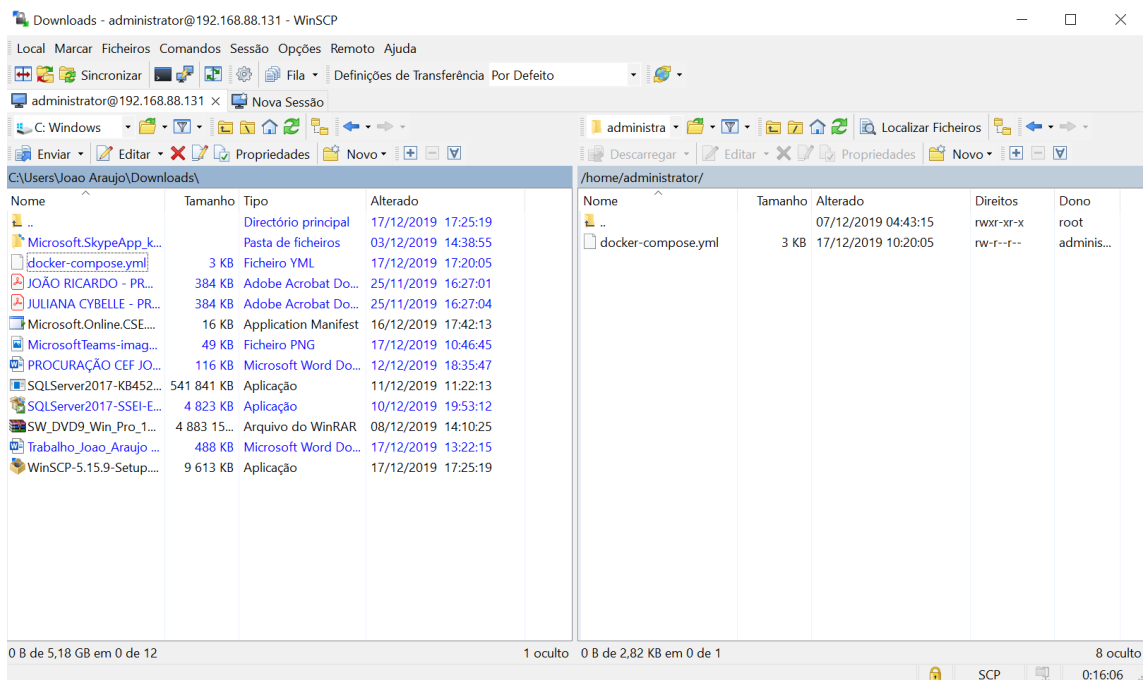 Downloads - administrator@192.168.88.131 - WinSCP
Local Marcar Ficheiros Comandos Sessão Opções Remoto Ajuda
Sincronizar Fila Definições de Transferência Por Defeito
administrator@192.168.88.131 × Nova Sessão
C: Windows
administra Localizar Ficheiros
Enviar Editar Propriedades Novo
Descarregar Editar Propriedades Novo
C:\Users\Joao Araujo\Downloads\
Nome Tamanho Tipo Alterado
.. Directório principal 17/12/2019 17:25:19
Microsoft.SkypeApp_k... Pasta de ficheiros 03/12/2019 14:38:55
docker-compose.yml 3 KB Ficheiro YML 17/12/2019 17:20:05
JOÃO RICARDO - PR... 384 KB Adobe Acrobat Do... 25/11/2019 16:27:01
JULIANA CYBELLE - PR... 384 KB Adobe Acrobat Do... 25/11/2019 16:27:04
Microsoft.Online.CSE.... 16 KB Application Manifest 16/12/2019 17:42:13
MicrosoftTeams-imag... 49 KB Ficheiro PNG 17/12/2019 10:46:45
PROCURAÇÃO CEF JO... 116 KB Microsoft Word Do... 12/12/2019 18:35:47
SQLServer2017-KB452... 541 841 KB Aplicação 11/12/2019 11:22:13
SQLServer2017-SSEI-E... 4 823 KB Aplicação 10/12/2019 19:53:12
SW_DVD9_Win_Pro_1... 4 883 15... Arquivo do WinRAR 08/12/2019 14:10:25
Trabalho_Joao_Araujo ... 488 KB Microsoft Word Do... 17/12/2019 13:22:15
WinSCP-5.15.9-Setup.... 9 613 KB Aplicação 17/12/2019 17:25:19
/home/administrator/
Nome Tamanho Alterado Direitos Dono
.. 07/12/2019 04:43:15 rwxr-xr-x root
docker-compose.yml 3 KB 17/12/2019 10:20:05 rw-r--r-- adminis...
0 B de 5,18 GB em 0 de 12 1 oculto
0 B de 2,82 KB em 0 de 1 8 oculto
SCP 0:16:06